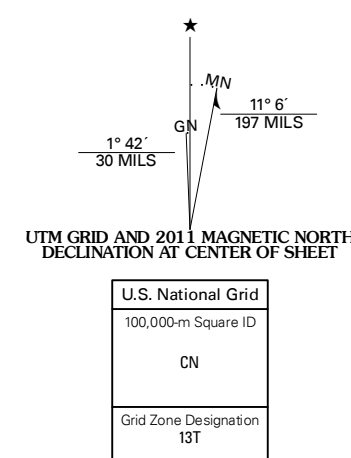 ★
MN
GN
11° 6´
197 MILS
1° 42´
30 MILS
UTM GRID AND 2011 MAGNETIC NORTH
DECLINATION AT CENTER OF SHEET
U.S. National Grid
100,000-m Square ID
CN
Grid Zone Designation
13T